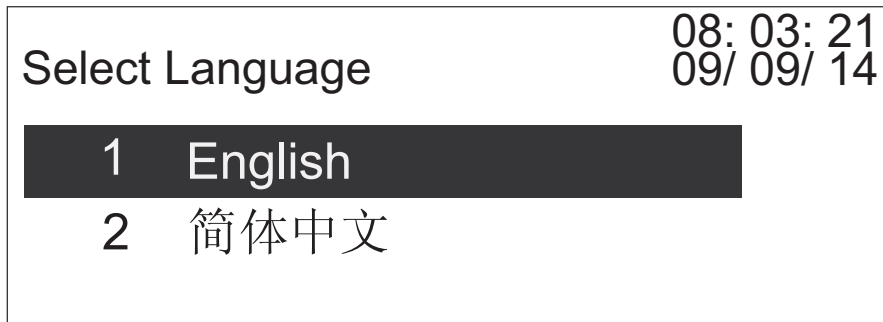 08: 03: 21
Select Language
09/ 09/ 14
1 English
2 简体中文